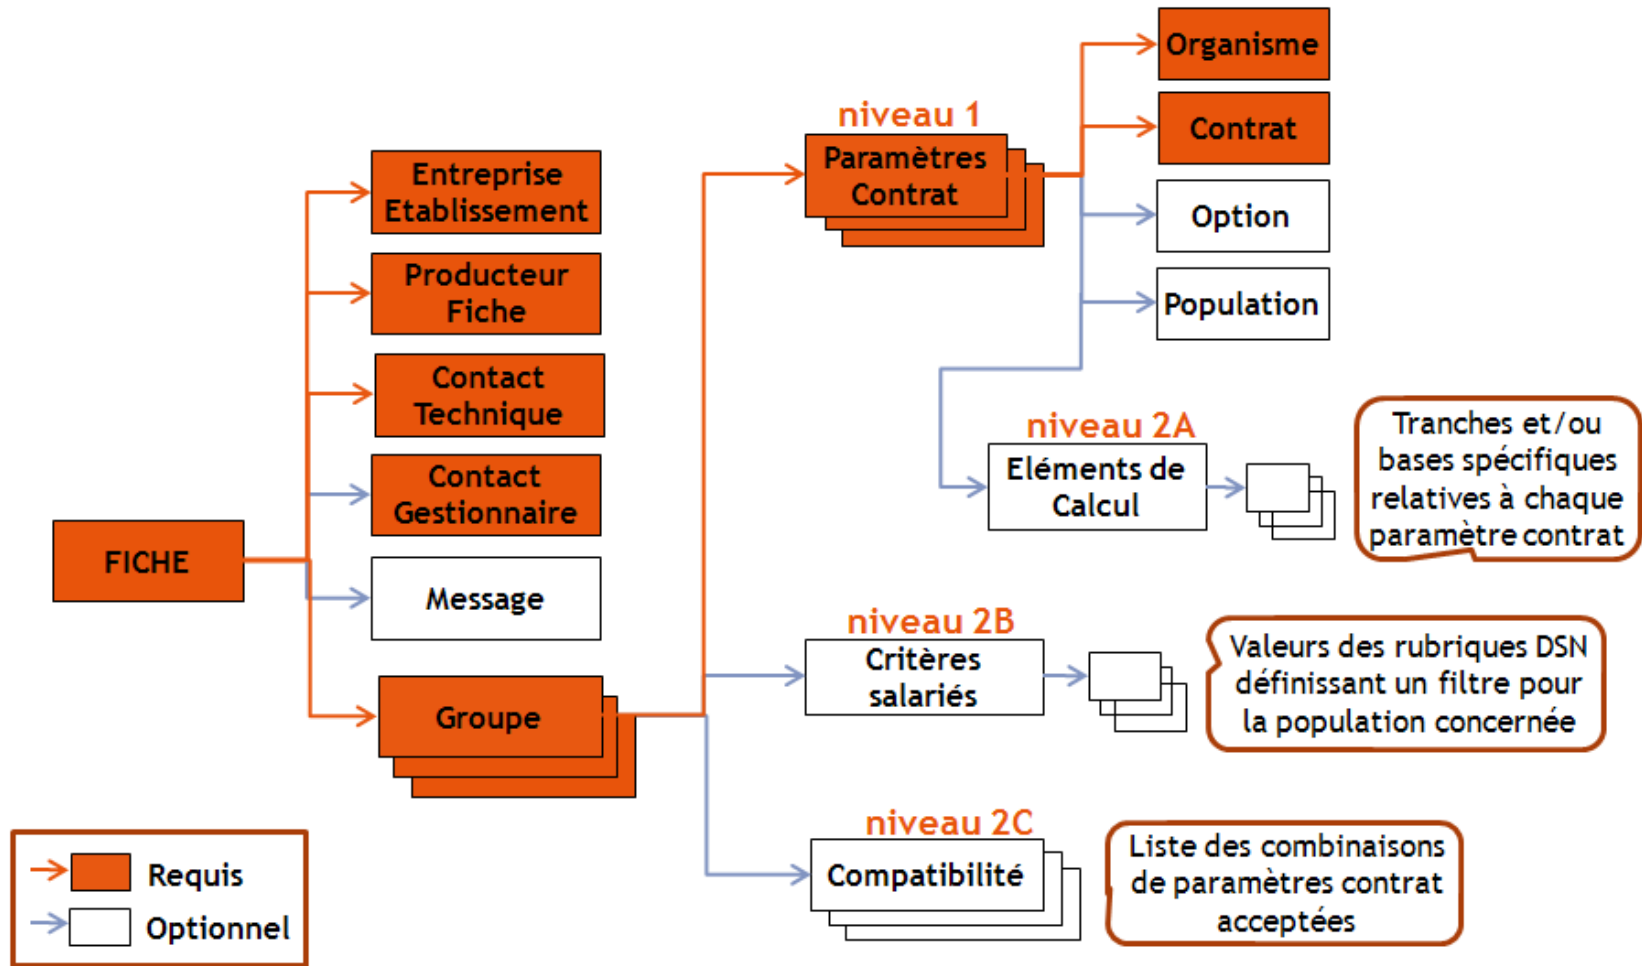 FICHE
Entreprise
Etablissement
Producteur
Fiche
Contact
Technique
Contact
Gestionnaire
Message
Groupe
niveau 1
Paramètres
Contrat
Organisme
Contrat
Option
Population
niveau 2A
Eléments de
Calcul
Tranches et/ou
bases spécifiques
relatives à chaque
paramètre contrat
niveau 2B
Critères
salariés
Valeurs des rubriques DSN
définissant un filtre pour
la population concernée
niveau 2C
Compatibilité
Liste des combinaisons
de paramètres contrat
acceptées
Requis
Optionnel